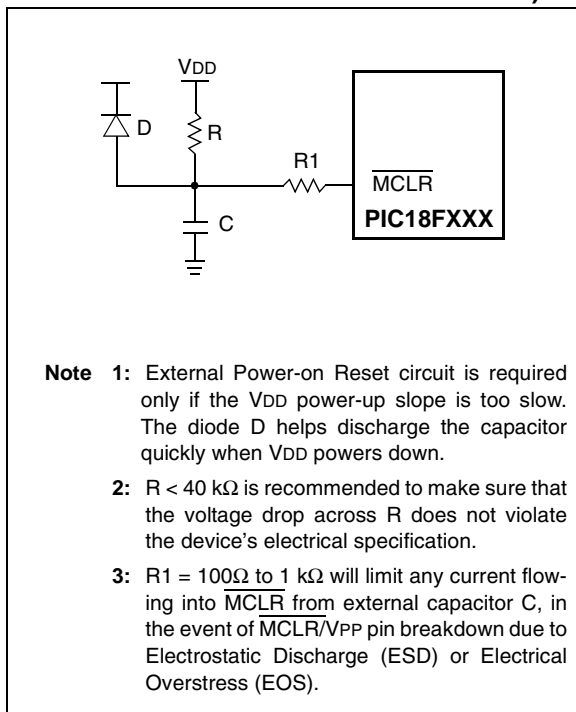 VDD
D
R
R1
MCLR
PIC18FXXX
C
Note 1: External Power-on Reset circuit is required
only if the VDD power-up slope is too slow.
The diode D helps discharge the capacitor
quickly when VDD powers down.
2: R < 40 kΩ is recommended to make sure that
the voltage drop across R does not violate
the device's electrical specification.
3: R1 = 100Ω to 1 kΩ will limit any current flow-
ing into MCLR from external capacitor C, in
the event of MCLR/VPP pin breakdown due to
Electrostatic Discharge (ESD) or Electrical
Overstress (EOS).